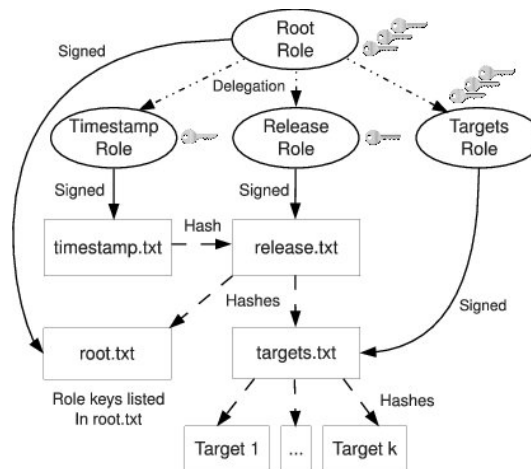 Signed
Root
Role
Delegation
Timestamp
Role
Release
Role
Targets
Role
Signed
Signed
timestamp.txt
Hash
release.txt
Hashes
Signed
root.txt
targets.txt
Role keys listed
In root.txt
Hashes
Target 1
...
Target k